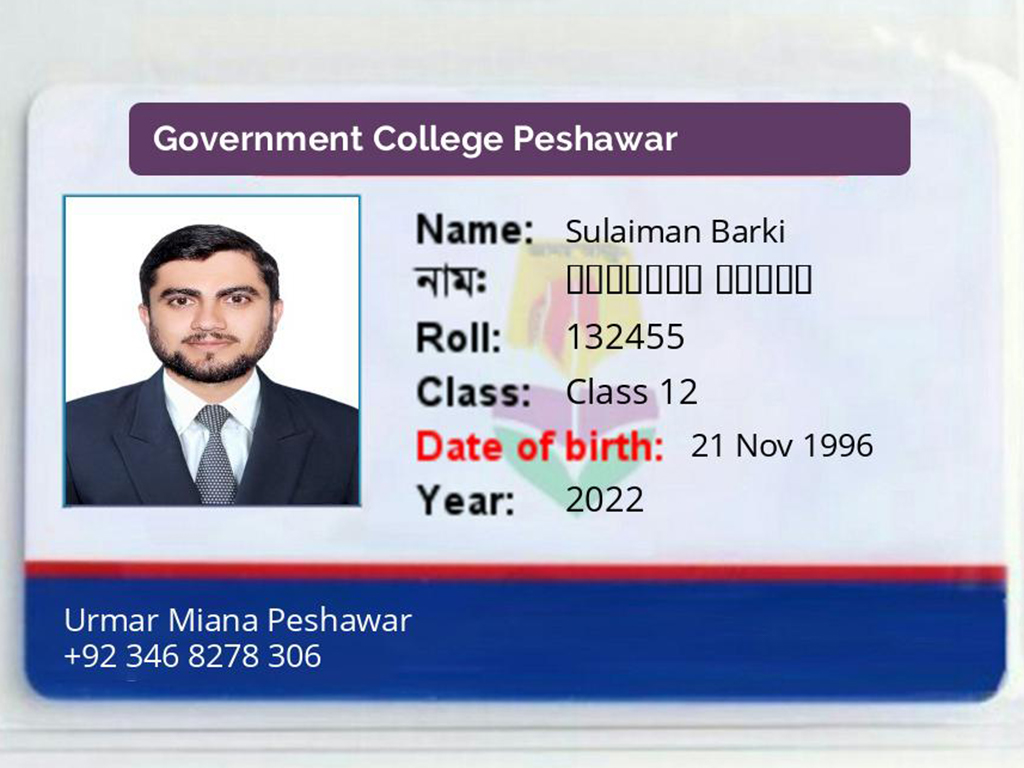 Government College Peshawar
Name: Sulaiman Barki
নাম:
Roll: 132455
Class: Class 12
Date of birth: 21 Nov 1996
Year: 2022
Urmar Miana Peshawar
+92 346 8278 306